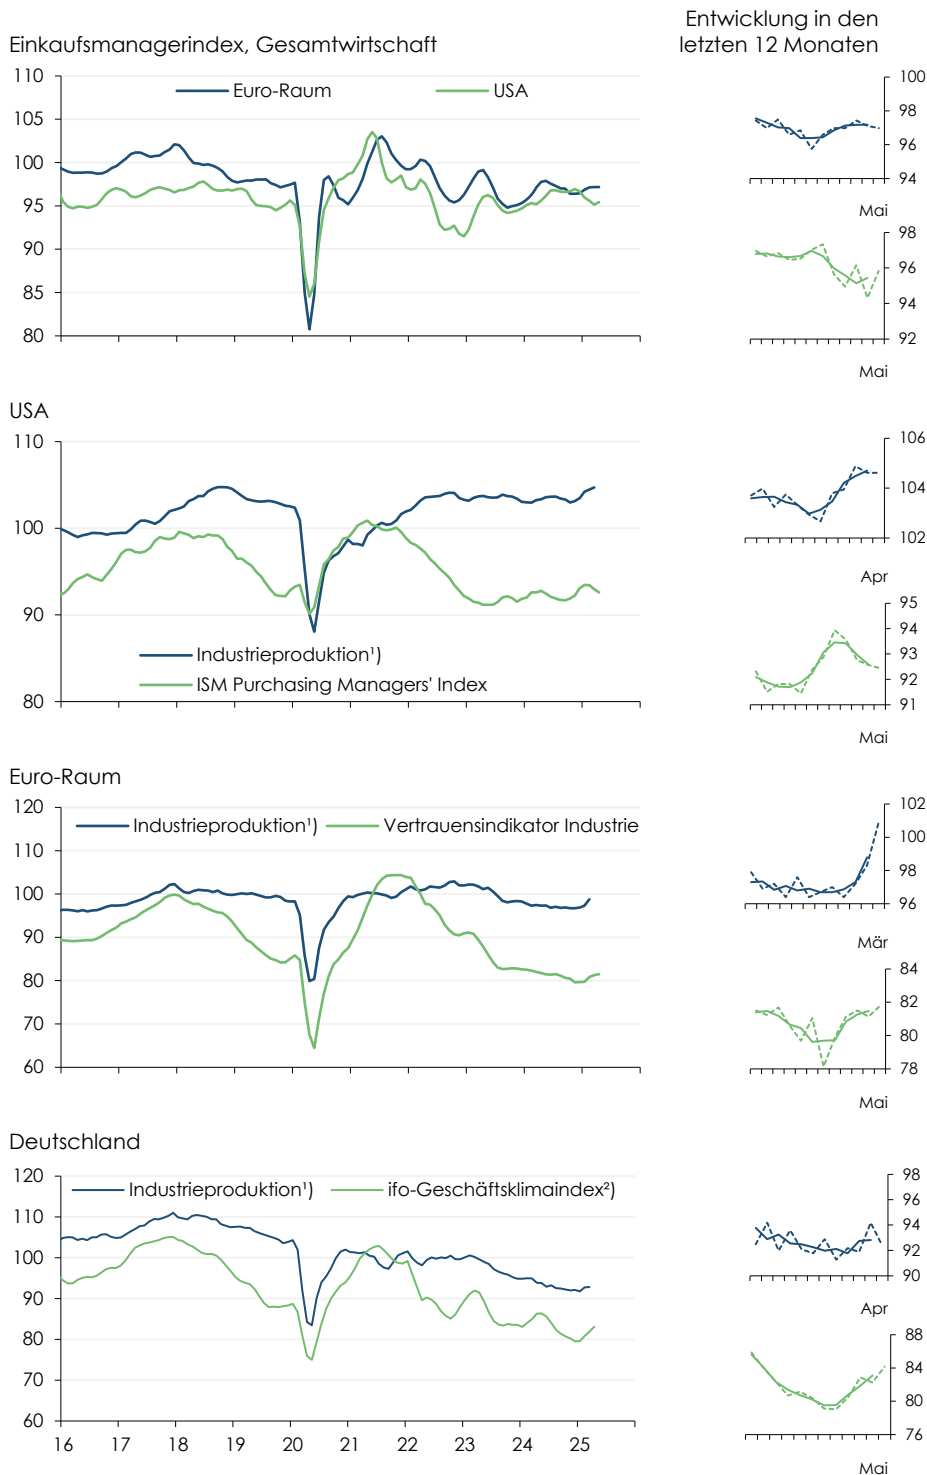 Entwicklung in den
letzten 12 Monaten
Einkaufsmanagerindex, Gesamtwirtschaft
110
105
100
95
90
85
80
Euro-Raum
USA
100
98
96
94
Mai
98
96
94
92
Mai
USA
110
100
90
80
Industrieproduktion¹)
ISM Purchasing Managers' Index
106
104
102
Apr
95
94
93
92
91
Mai
Euro-Raum
120
110
100
90
80
70
60
Industrieproduktion¹)
Vertrauensindikator Industrie
102
100
98
96
Mär
84
82
80
78
Mai
Deutschland
120
110
100
90
80
70
60
Industrieproduktion¹)
ifo-Geschäftsklimaindex²)
16 17 18 19 20 21 22 23 24 25
98
96
94
92
90
Apr
88
84
80
76
Mai